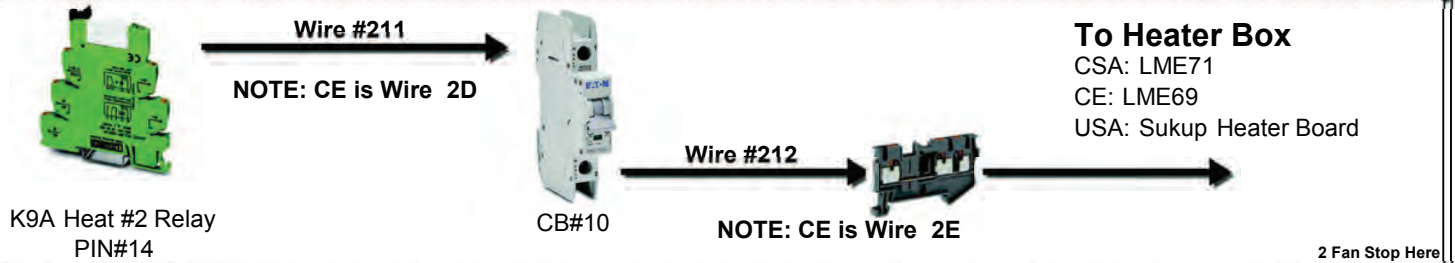 Wire #211
NOTE: CE is Wire 2D
K9A Heat #2 Relay
PIN#14
CB#10
Wire #212
NOTE: CE is Wire 2E
To Heater Box
CSA: LME71
CE: LME69
USA: Sukup Heater Board
2 Fan Stop Here